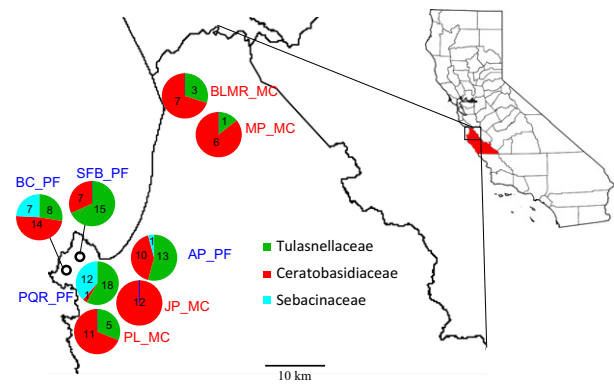 3
7
BLMR_MC
1
6
MP_MC
SFB_PF
7
15
BC_PF
7
8
14
1
10
13
AP_PF
12
18
1
PQR_PF
12
JP_MC
11
5
PL_MC
Tulasnellaceae
Ceratobasidiaceae
Sebacinaceae
10 km